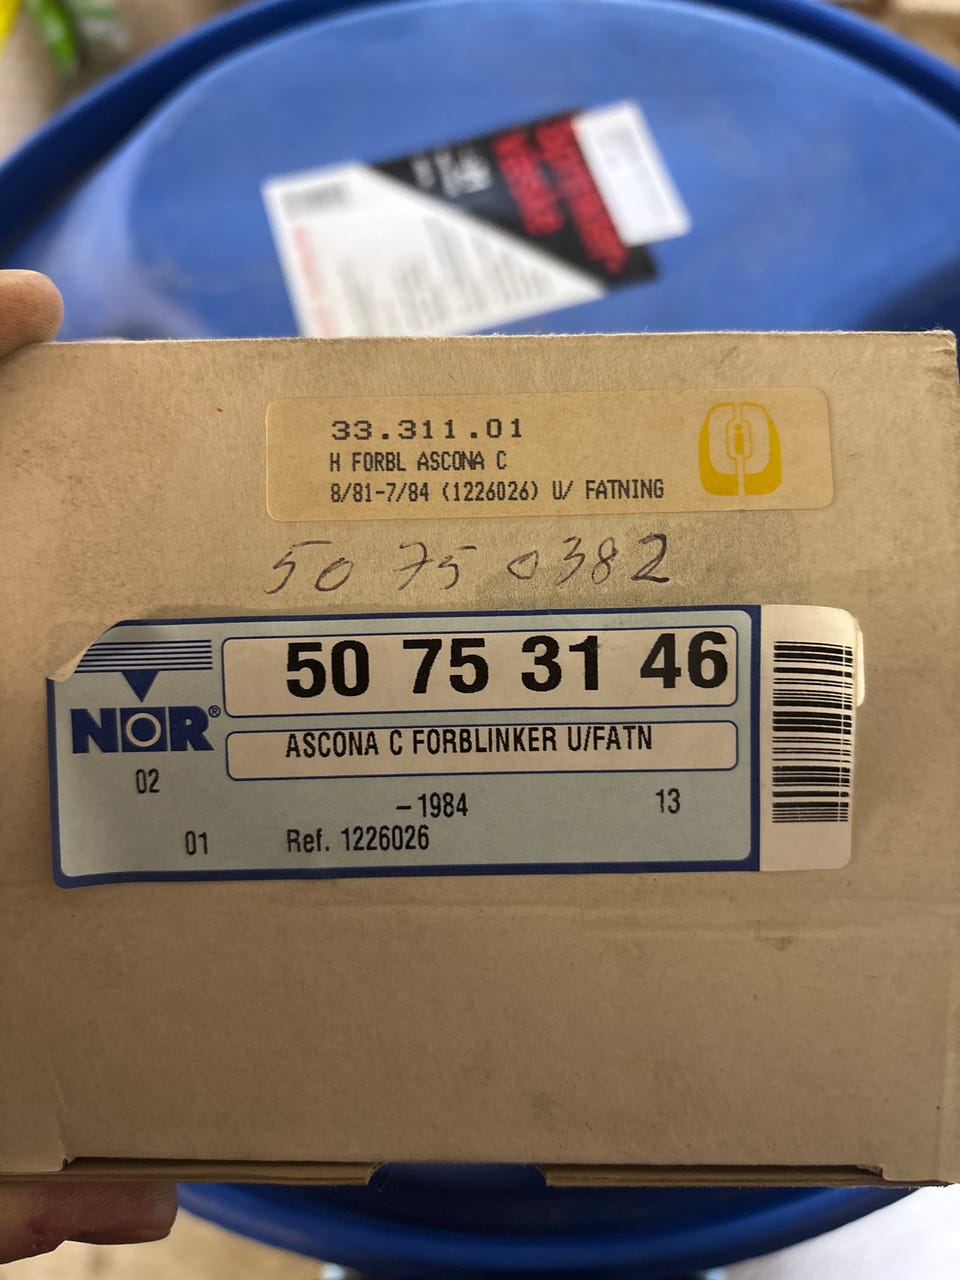 33.311.01
H FORBL ASCONA C
8/81-7/84 (1226026) U/ FATNING
50 75 0382
50 75 31 46
NOR®
ASCONA C FORBLINKER U/FATN
02
-1984 13
01 Ref. 1226026